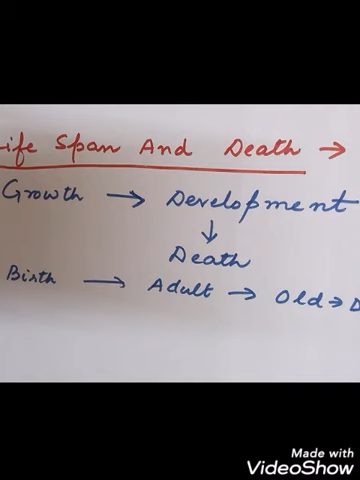 ife Span And Death →
Growth → Development
↓
Death
Birth → Adult → Old → D
Made with
VideoShow